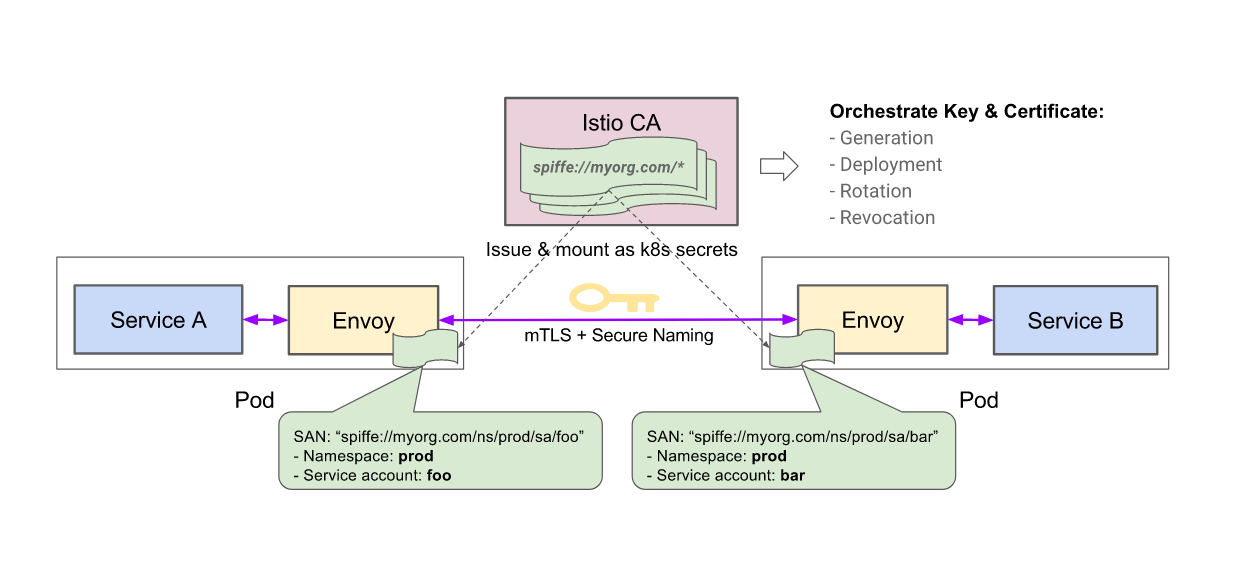 Istio CA
spiffe://myorg.com/*
Orchestrate Key & Certificate:
- Generation
- Deployment
- Rotation
- Revocation
Issue & mount as k8s secrets
Service A
Envoy
mTLS + Secure Naming
Envoy
Service B
Pod
Pod
SAN: “spiffe://myorg.com/ns/prod/sa/foo”
- Namespace: prod
- Service account: foo
SAN: “spiffe://myorg.com/ns/prod/sa/bar”
- Namespace: prod
- Service account: bar